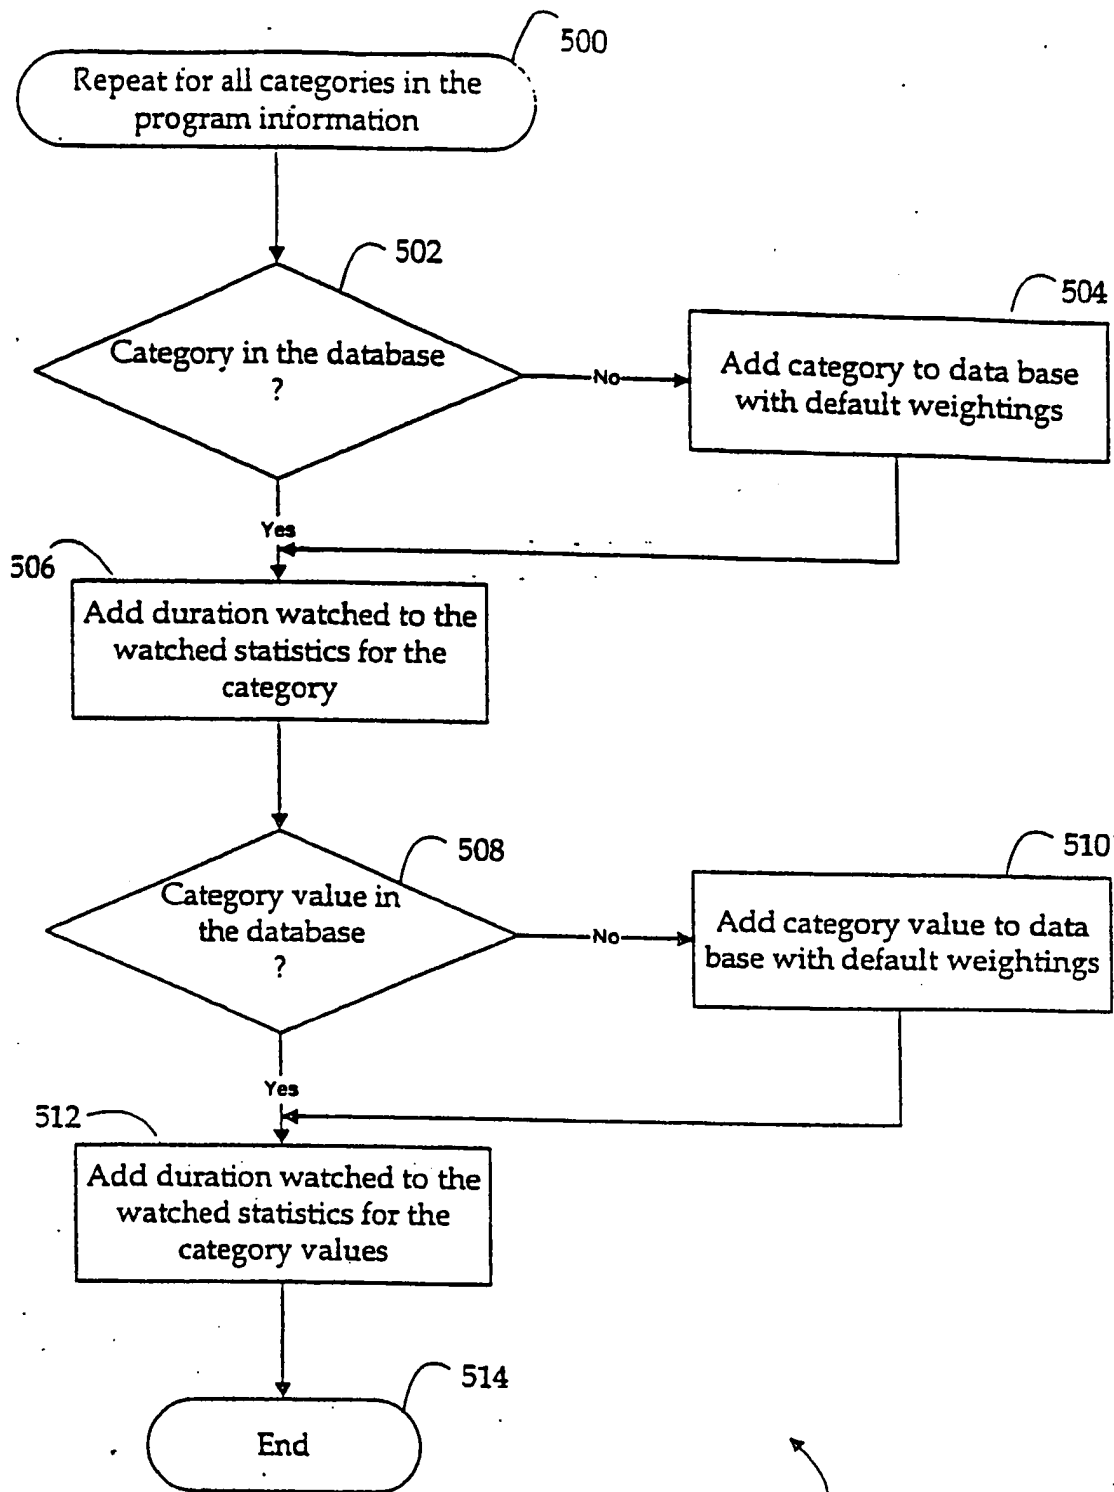 500
Repeat for all categories in the
program information
502
Category in the database
?
No
504
Add category to data base
with default weightings
Yes
506
Add duration watched to the
watched statistics for the
category
508
Category value in
the database
?
No
510
Add category value to data
base with default weightings
Yes
512
Add duration watched to the
watched statistics for the
category values
514
End